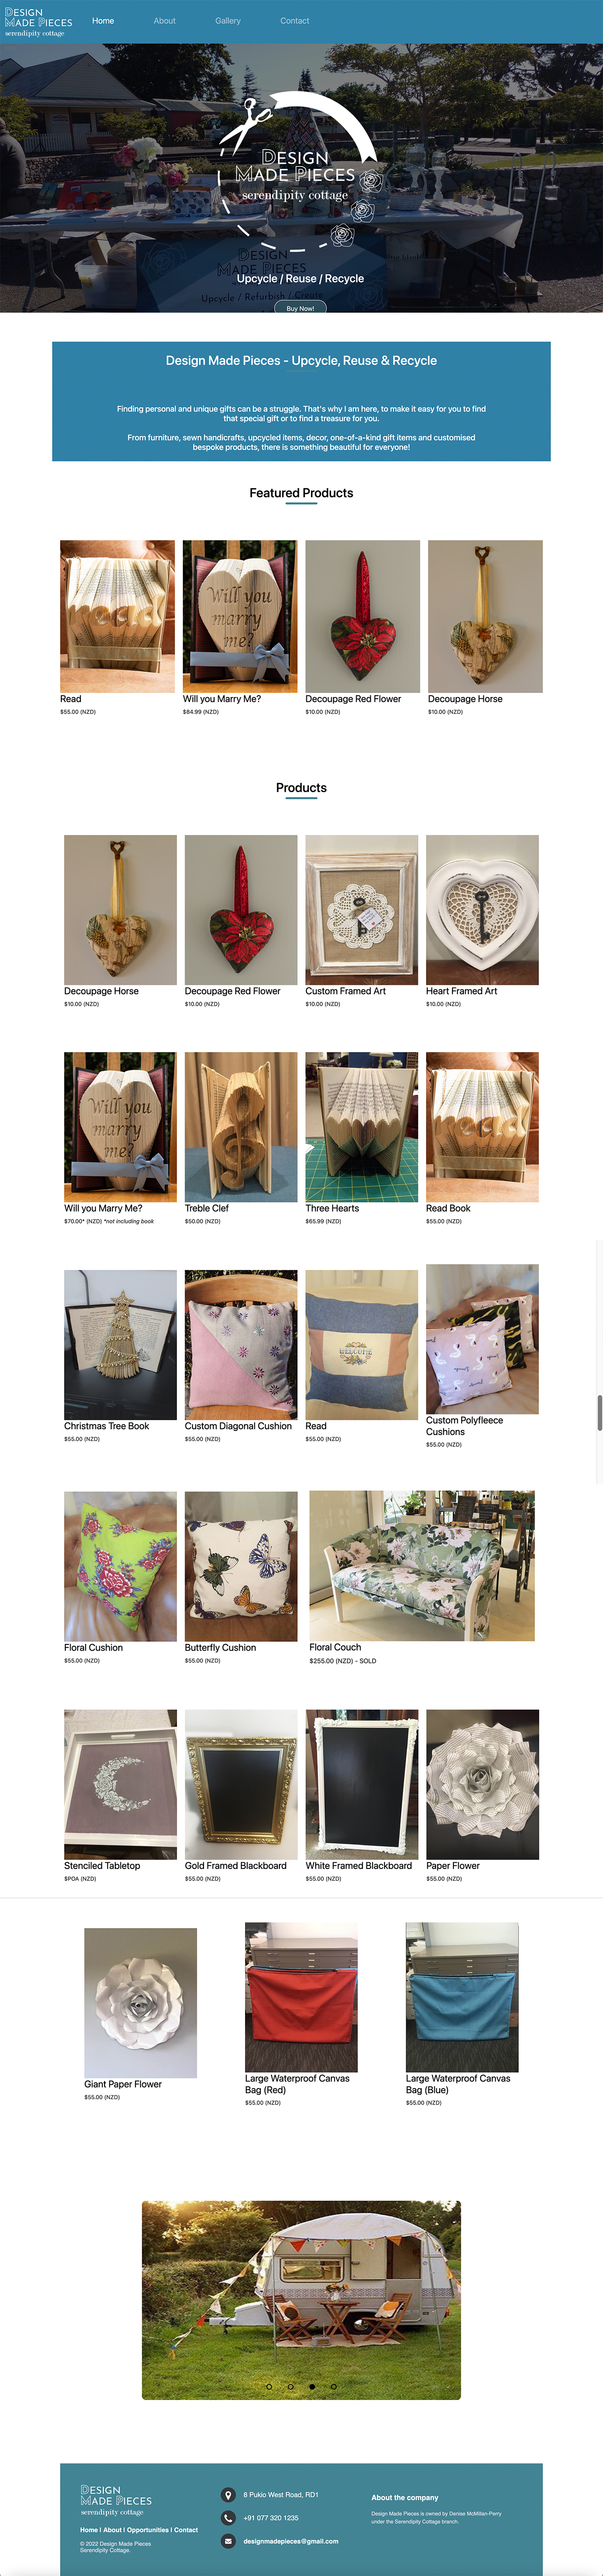 DESIGN
MADE PIECES
serendipity cottage
Home About Gallery Contact
DESIGN
MADE PIECES
serendipity cottage
DESIGN
MADE PIECES
Upcycle / Reuse / Recycle
Upcycle / Refurbish / Create
Buy Now!
Design Made Pieces - Upcycle, Reuse & Recycle
Finding personal and unique gifts can be a struggle. That's why I am here, to make it easy for you to find
that special gift or to find a treasure for you.
From furniture, sewn handicrafts, upcycled items, decor, one-of-a-kind gift items and customised
bespoke products, there is something beautiful for everyone!
Featured Products
Will you
marry
me?
Read Will you Marry Me? Decoupage Red Flower Decoupage Horse
$55.00 (NZD) $84.99 (NZD) $10.00 (NZD) $10.00 (NZD)
Products
Decoupage Horse Decoupage Red Flower Custom Framed Art Heart Framed Art
$10.00 (NZD) $10.00 (NZD) $10.00 (NZD) $10.00 (NZD)
Will you
marry
me?
Will you Marry Me? Treble Clef Three Hearts Read Book
$70.00* (NZD) *not including book $50.00 (NZD) $65.99 (NZD) $55.00 (NZD)
WELCOME
Christmas Tree Book Custom Diagonal Cushion Read Custom Polyfleece
Cushions
$55.00 (NZD) $55.00 (NZD) $55.00 (NZD) $55.00 (NZD)
Floral Cushion Butterfly Cushion Floral Couch
$55.00 (NZD) $55.00 (NZD) $255.00 (NZD) - SOLD
Stenciled Tabletop Gold Framed Blackboard White Framed Blackboard Paper Flower
$POA (NZD) $55.00 (NZD) $55.00 (NZD) $55.00 (NZD)
Giant Paper Flower Large Waterproof Canvas Large Waterproof Canvas
Bag (Red) Bag (Blue)
$55.00 (NZD) $55.00 (NZD) $55.00 (NZD)
DESIGN
MADE PIECES
serendipity cottage
Home | About | Opportunities | Contact
© 2022 Design Made Pieces
Serendipity Cottage.
8 Pukio West Road, RD1
+91 077 320 1235
designmadepieces@gmail.com
About the company
Design Made Pieces is owned by Denise McMillan-Perry
under the Serendipity Cottage branch.